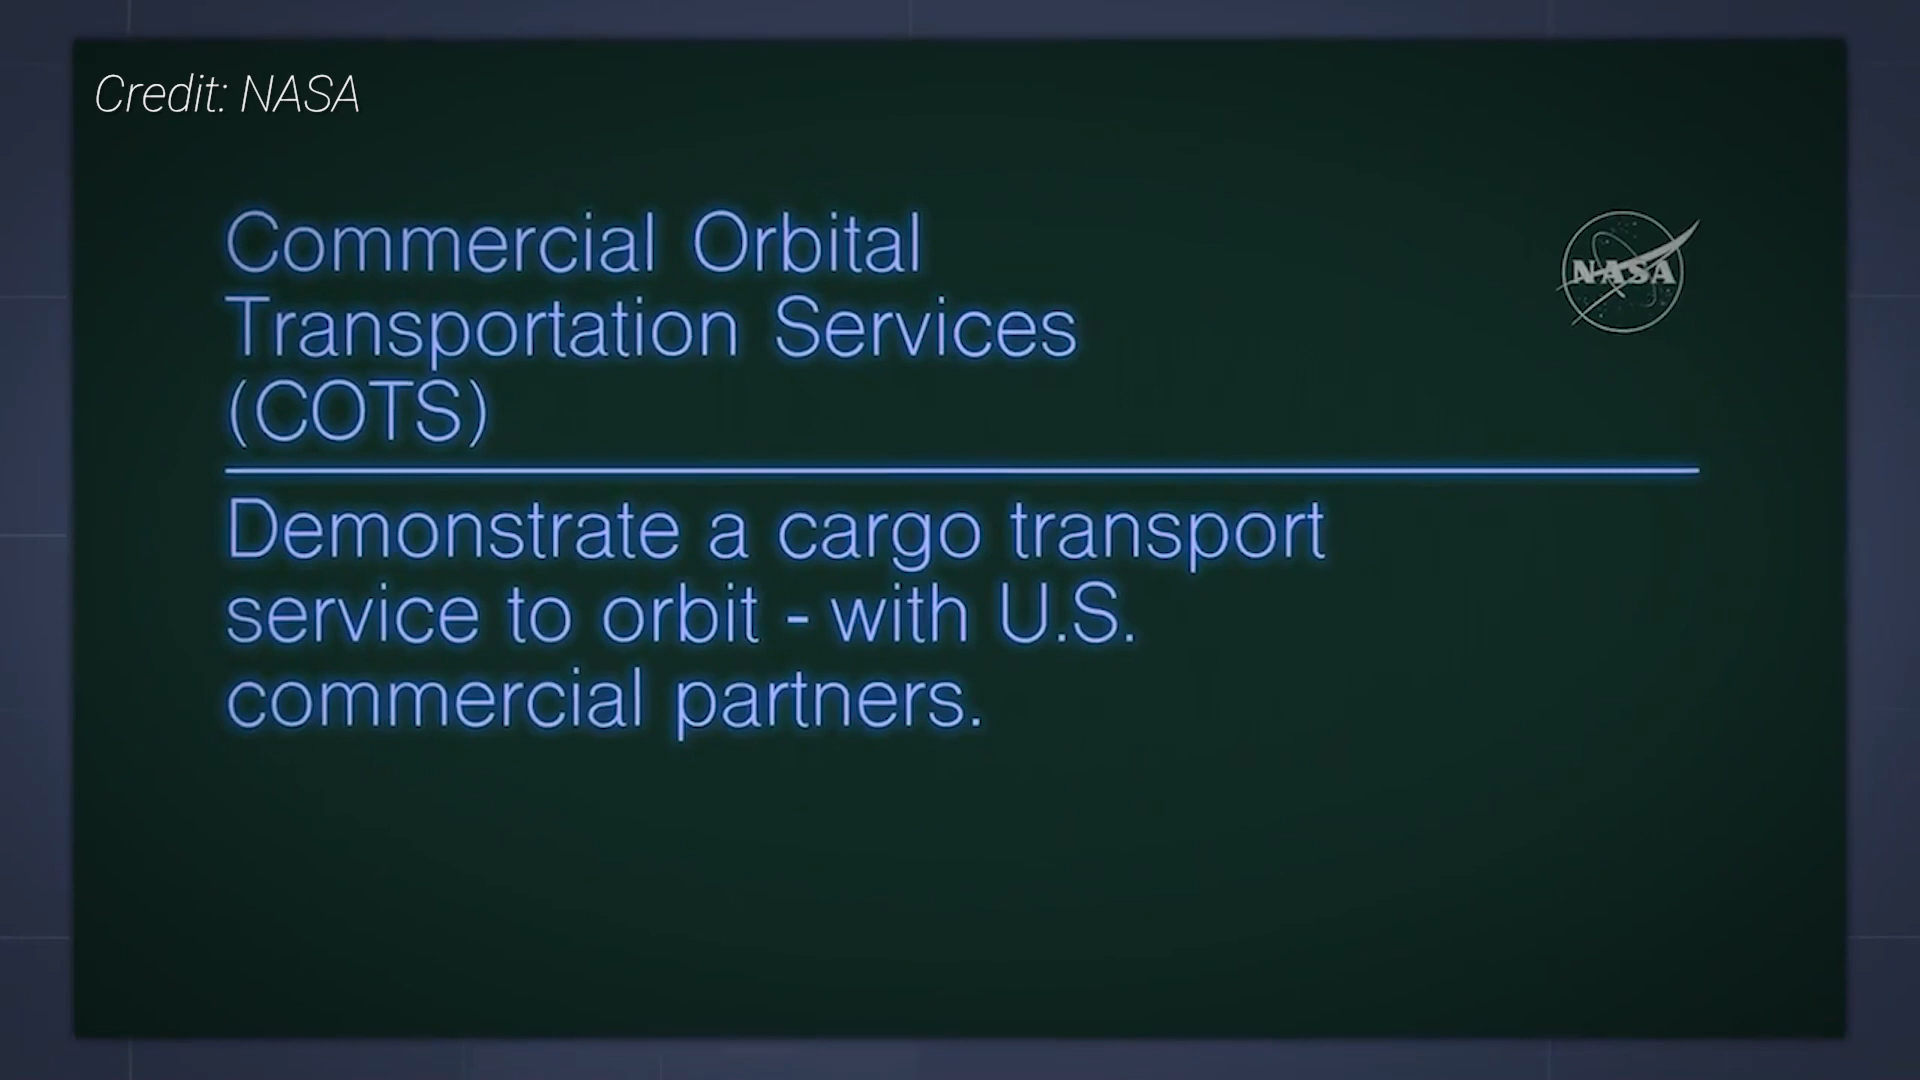 Credit: NASA
Commercial Orbital
Transportation Services
(COTS)
NASA
Demonstrate a cargo transport
service to orbit - with U.S.
commercial partners.